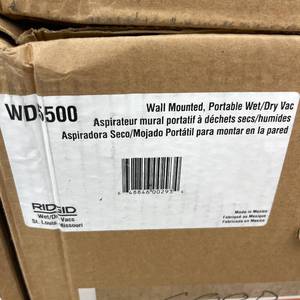 WD5500
Wall Mounted, Portable Wet/Dry Vac
Aspirateur mural portatif à déchets secs/humides
Aspiradora Seco/Mojado Portátil para montar en la pared
RIDGID
Wet/Dry Vacs
St. Louis, Missouri
Made in Mexico
Fabriqué au Mexique
Fabricado en México